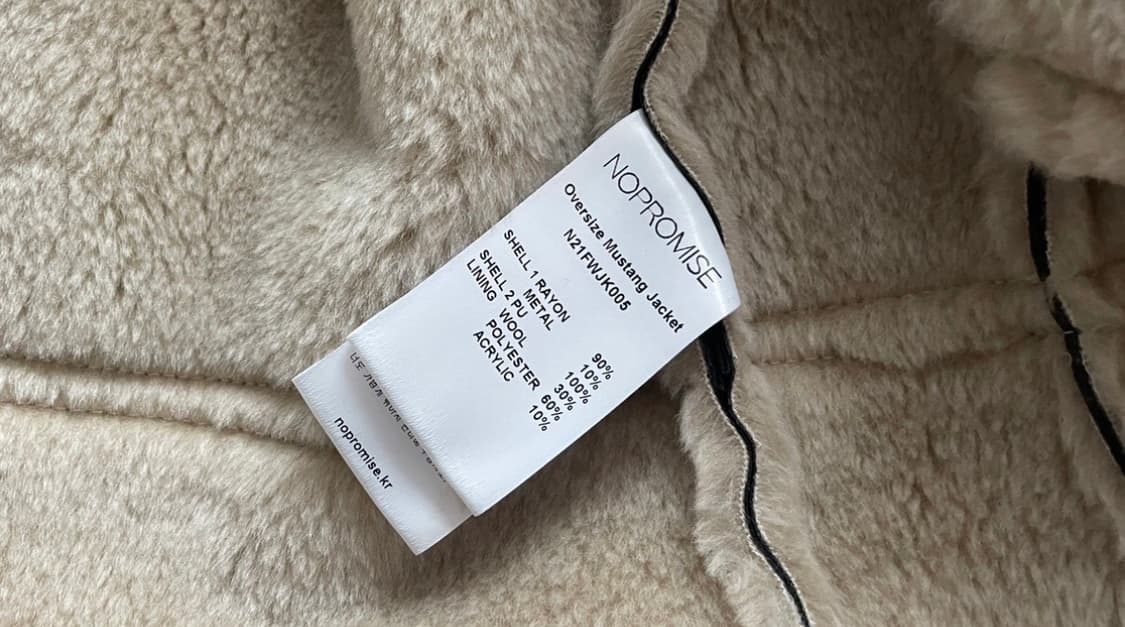 NOPROMISE
Oversize Mustang Jacket
N21FWJK005
SHELL 1 RAYON 90%
METAL 10%
SHELL 2 PU 100%
LINING WOOL 30%
POLYESTER 60%
ACRYLIC 10%
nopromise.kr